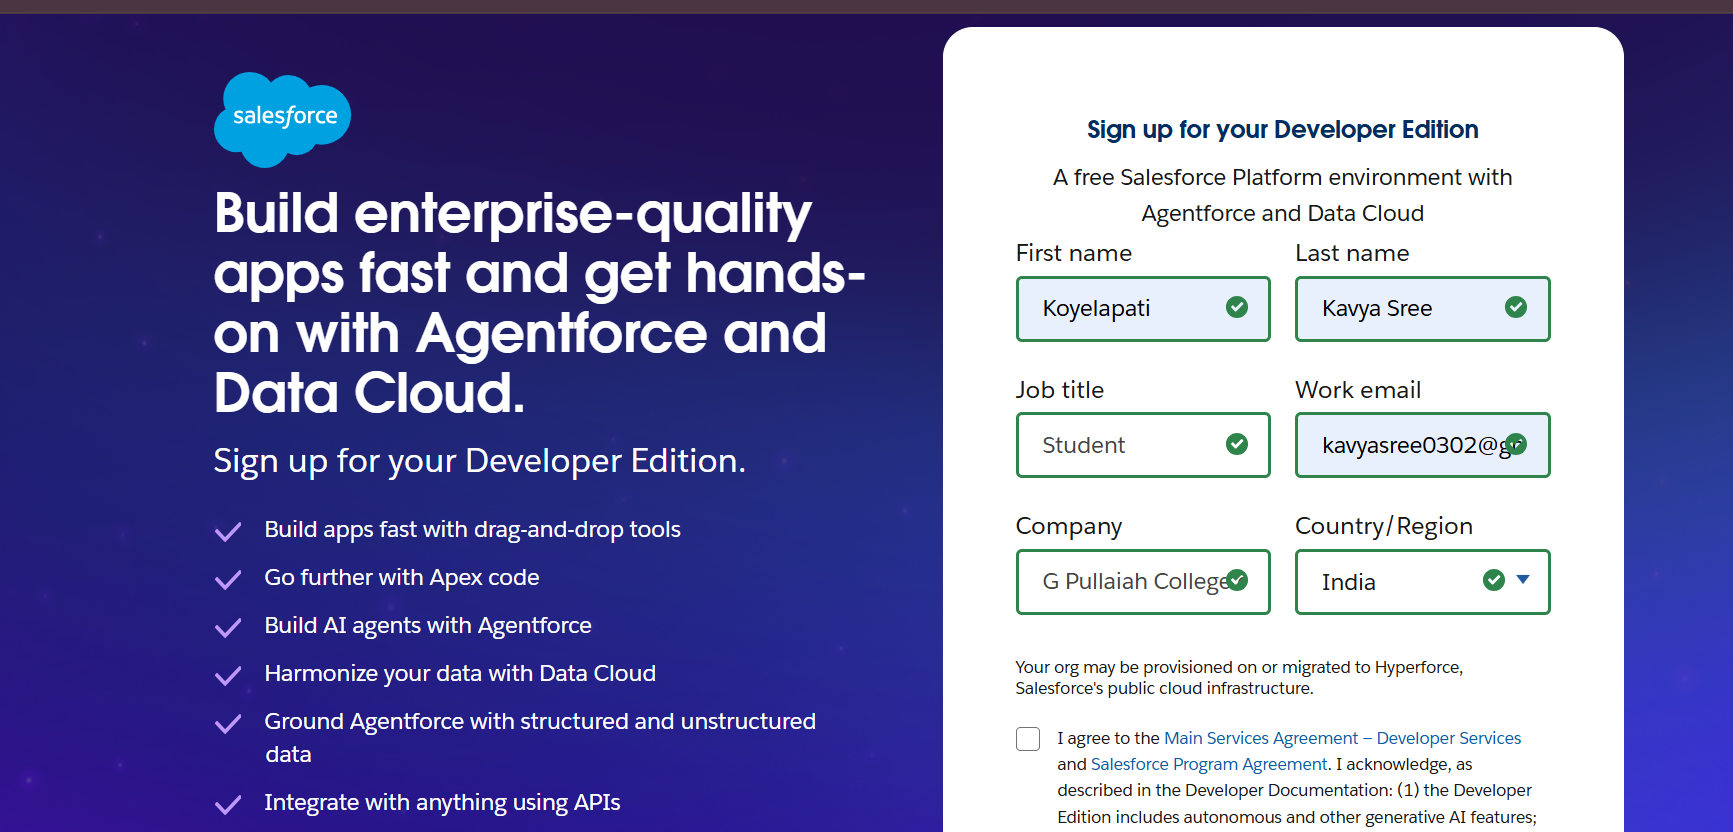 salesforce
Build enterprise-quality
apps fast and get hands-
on with Agentforce and
Data Cloud.
Sign up for your Developer Edition.
Build apps fast with drag-and-drop tools
Go further with Apex code
Build AI agents with Agentforce
Harmonize your data with Data Cloud
Ground Agentforce with structured and unstructured
data
Integrate with anything using APIs
Sign up for your Developer Edition
A free Salesforce Platform environment with
Agentforce and Data Cloud
First name
Last name
Koyelapati
Kavya Sree
Job title
Work email
Student
kavyasree0302@g
Company
Country/Region
G Pullaiah College
India
Your org may be provisioned on or migrated to Hyperforce,
Salesforce's public cloud infrastructure.
I agree to the Main Services Agreement – Developer Services
and Salesforce Program Agreement. I acknowledge, as
described in the Developer Documentation: (1) the Developer
Edition includes autonomous and other generative AI features;